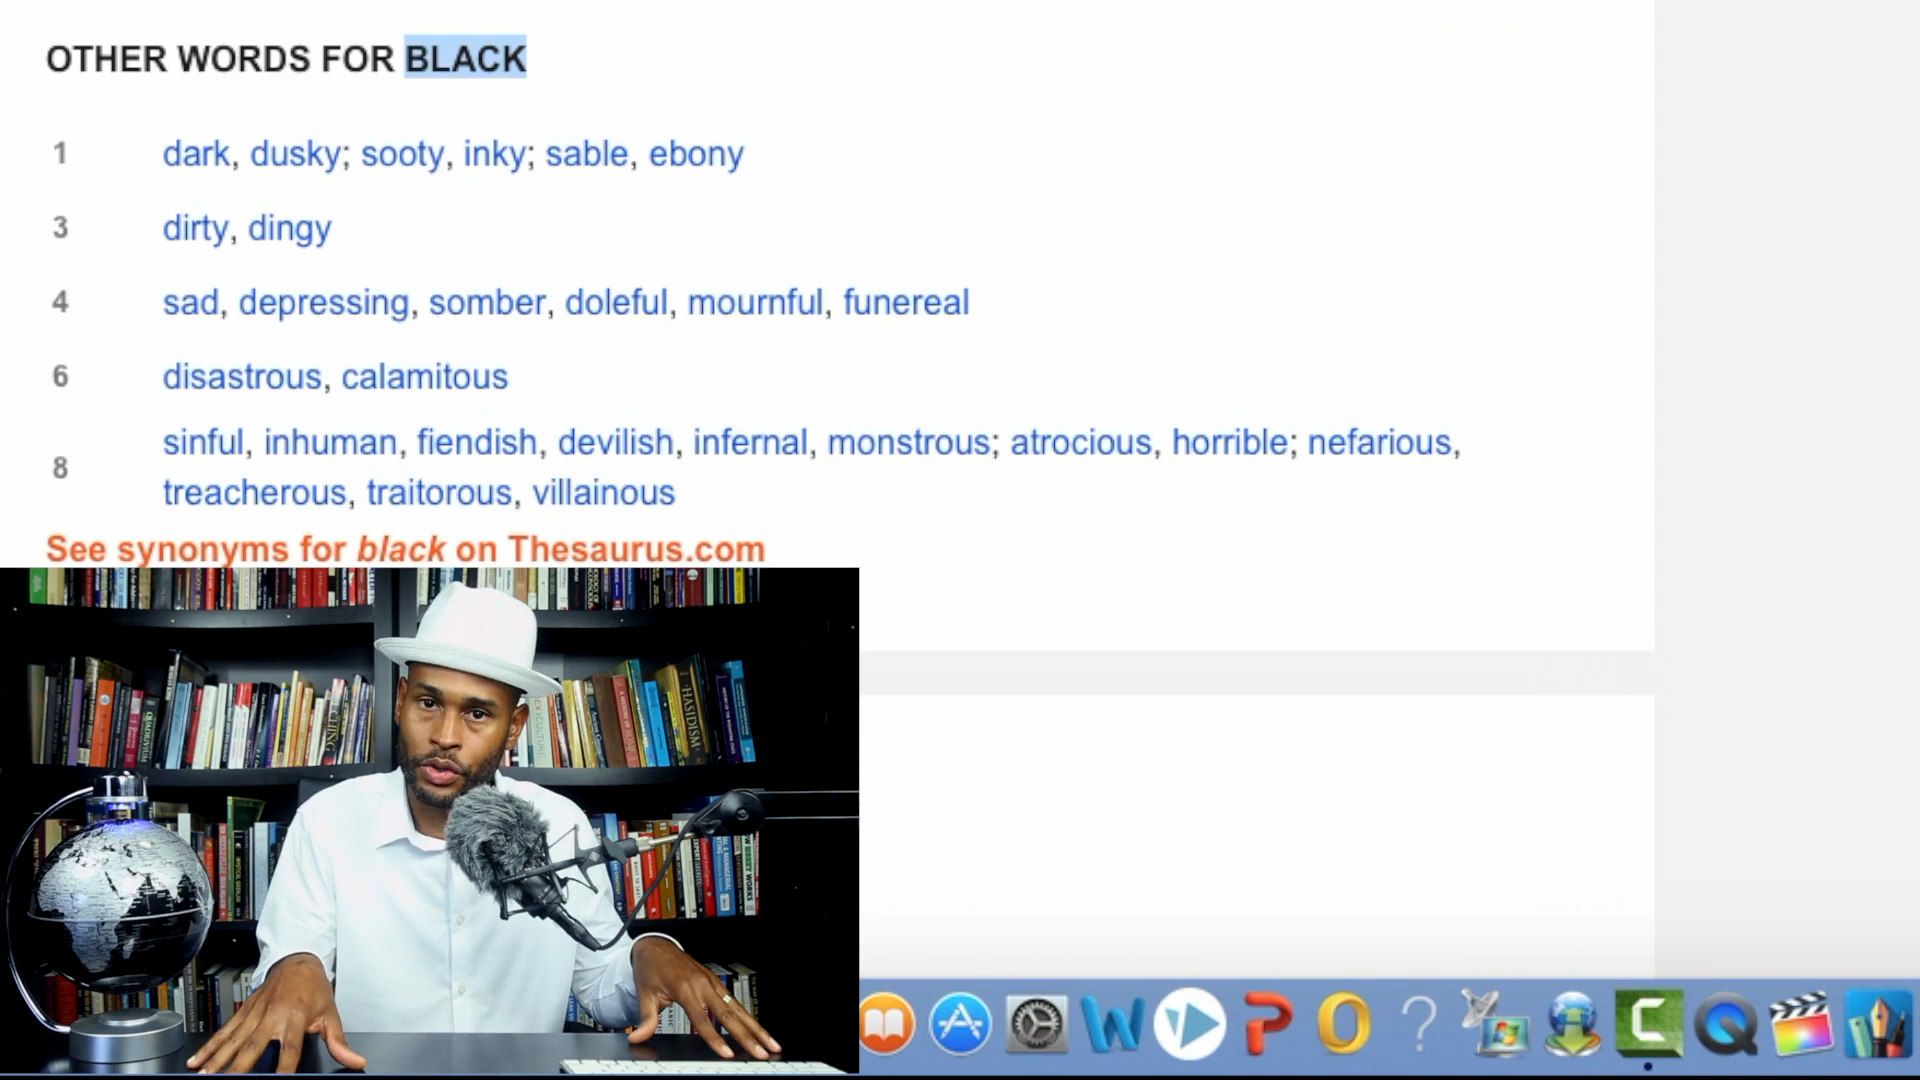 OTHER WORDS FOR BLACK
1 dark, dusky; sooty, inky; sable, ebony
3 dirty, dingy
4 sad, depressing, somber, doleful, mournful, funereal
6 disastrous, calamitous
8 sinful, inhuman, fiendish, devilish, infernal, monstrous; atrocious, horrible; nefarious,
treacherous, traitorous, villainous
See synonyms for black on Thesaurus.com
HASIDISM